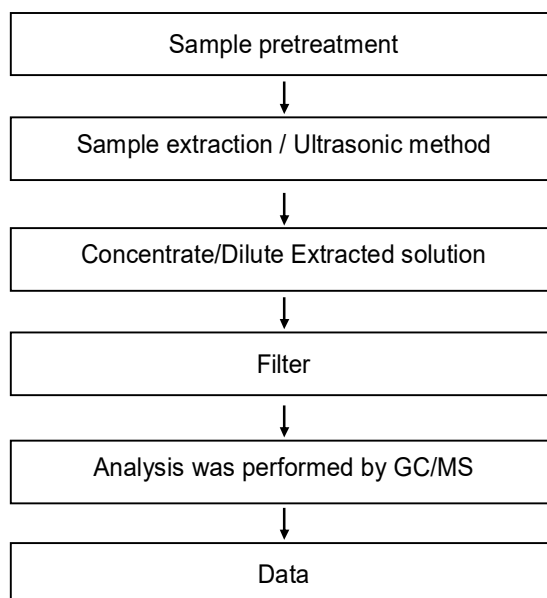 Sample pretreatment
Sample extraction / Ultrasonic method
Concentrate/Dilute Extracted solution
Filter
Analysis was performed by GC/MS
Data